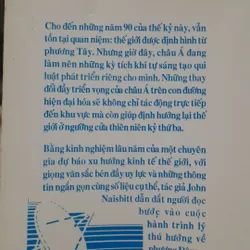 Cho đến những năm 90 của thế kỷ này, vẫn
tồn tại quan niệm: thế giới được định hình từ
phương Tây. Nhưng giờ đây, châu Á đang
làm nên những kỳ tích khi tự sáng tạo qui
luật phát triển riêng cho mình. Những thay
đổi đầy triển vọng của châu Á trên con đường
hiện đại hóa sẽ không chỉ tác động trực tiếp
đến khu vực mà còn giúp định hướng lại thế
giới ở ngưỡng cửa thiên niên kỷ thứ ba.
Bằng kinh nghiệm lâu năm của một chuyên
gia dự báo xu hướng kinh tế thế giới, với
giọng văn sắc bén đầy uy lực và những thông
tin ngắn gọn cùng số liệu cụ thể, tác giả John
Naisbitt dẫn dắt người đọc
bước vào cuộc
hành trình lý
thú hướng về
phương Đông